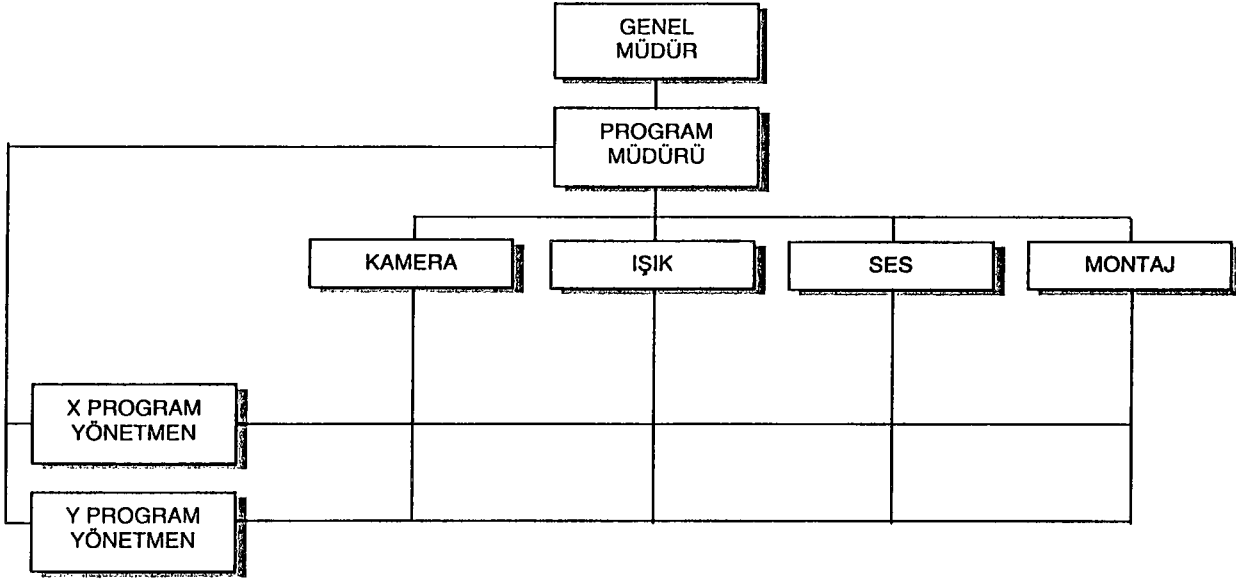 GENEL
MÜDÜR
PROGRAM
MÜDÜRÜ
KAMERA
IŞIK
SES
MONTAJ
X PROGRAM
YÖNETMEN
Y PROGRAM
YÖNETMEN